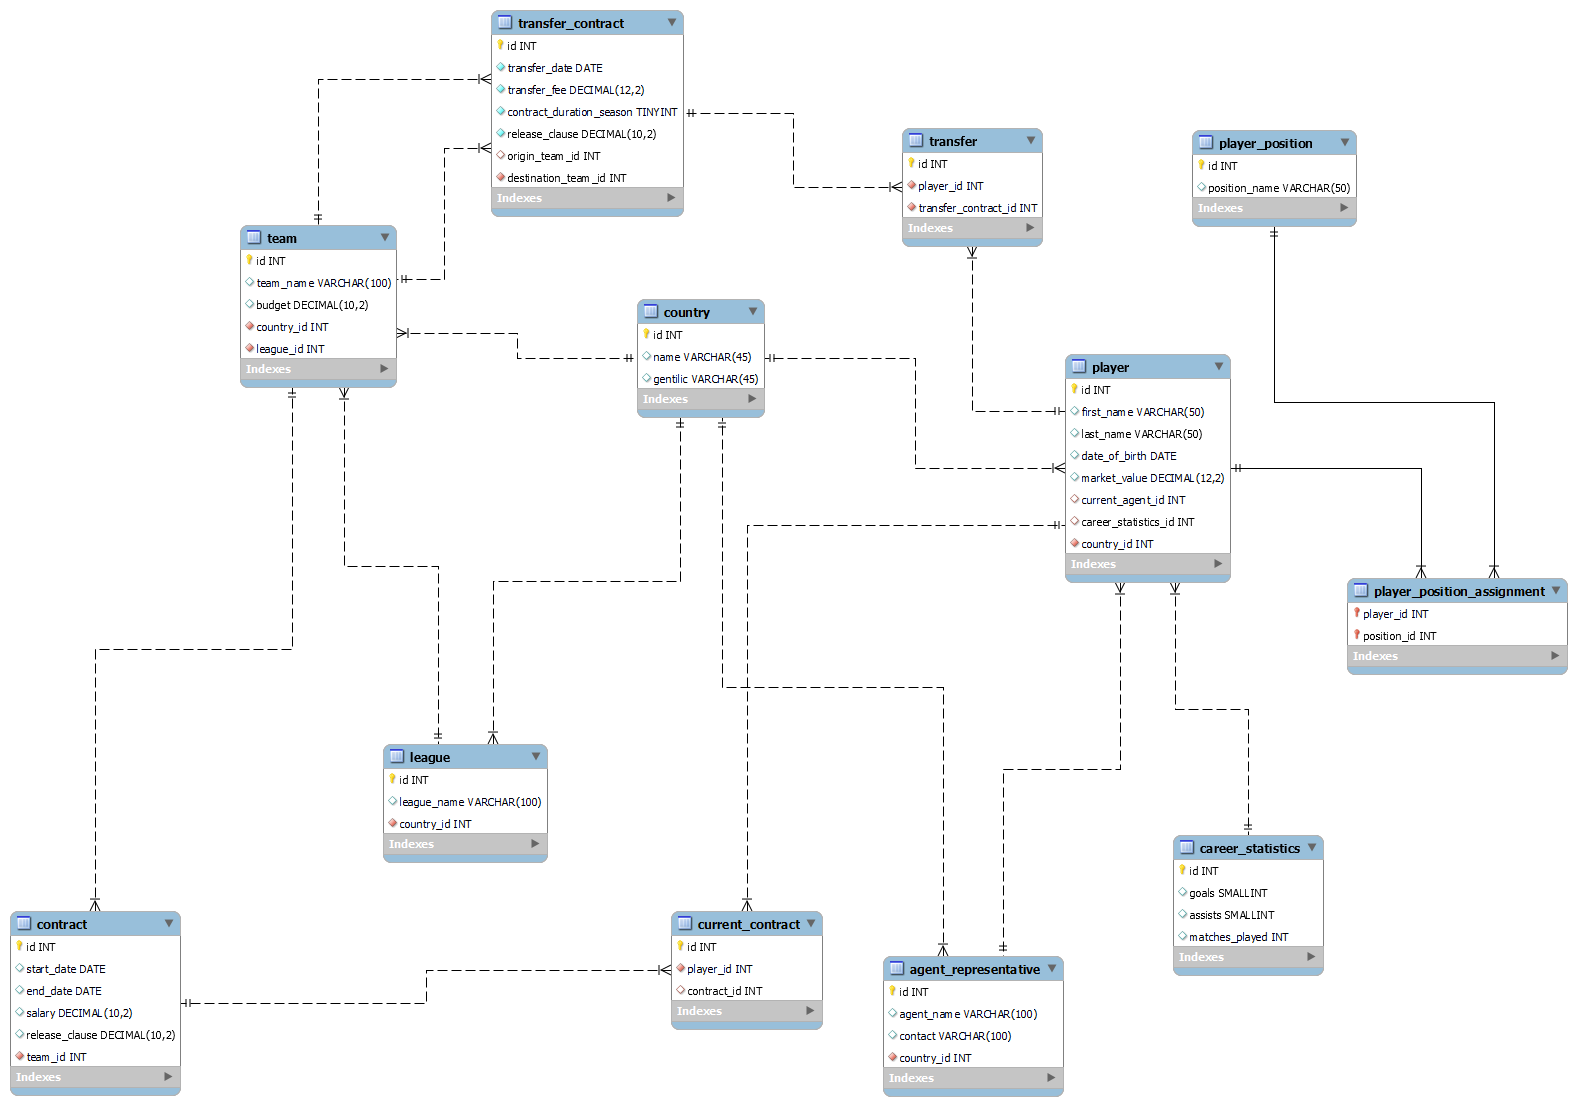 transfer_contract
id INT
transfer_date DATE
transfer_fee DECIMAL(12,2)
contract_duration_season TINYINT
release_clause DECIMAL(10,2)
origin_team_id INT
destination_team_id INT
Indexes
transfer
id INT
player_id INT
transfer_contract_id INT
Indexes
player_position
id INT
position_name VARCHAR(50)
Indexes
team
id INT
team_name VARCHAR(100)
budget DECIMAL(10,2)
country_id INT
league_id INT
Indexes
country
id INT
name VARCHAR(45)
gentilic VARCHAR(45)
Indexes
player
id INT
first_name VARCHAR(50)
last_name VARCHAR(50)
date_of_birth DATE
market_value DECIMAL(12,2)
current_agent_id INT
career_statistics_id INT
country_id INT
Indexes
player_position_assignment
player_id INT
position_id INT
Indexes
league
id INT
league_name VARCHAR(100)
country_id INT
Indexes
career_statistics
id INT
goals SMALLINT
assists SMALLINT
matches_played INT
Indexes
contract
id INT
start_date DATE
end_date DATE
salary DECIMAL(10,2)
release_clause DECIMAL(10,2)
team_id INT
Indexes
current_contract
id INT
player_id INT
contract_id INT
Indexes
agent_representative
id INT
agent_name VARCHAR(100)
contact VARCHAR(100)
country_id INT
Indexes